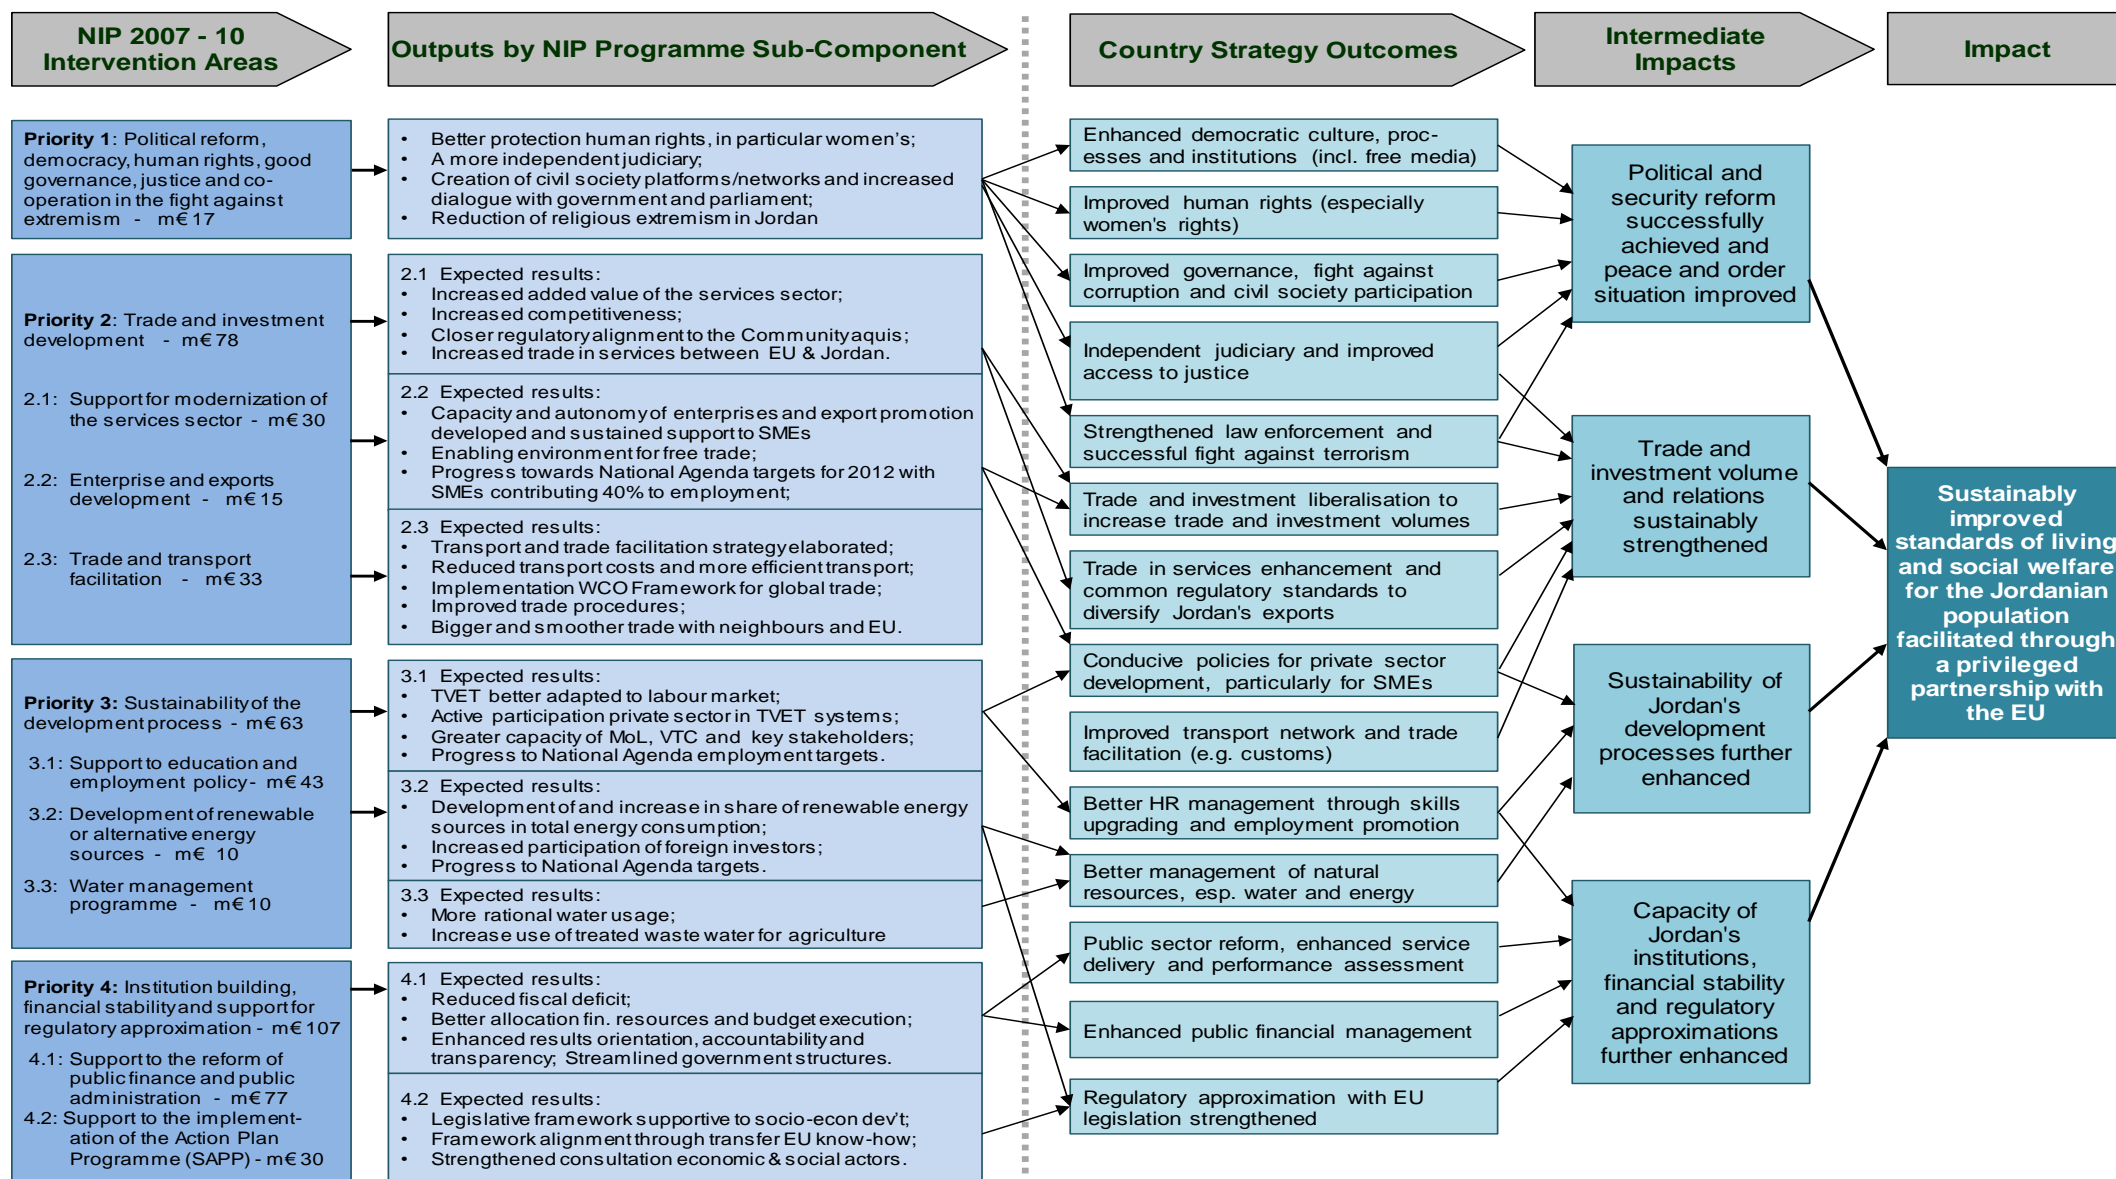 NIP 2007 - 10
Intervention Areas
Outputs by NIP Programme Sub-Component
Country Strategy Outcomes
Intermediate
Impacts
Impact
Priority 1: Political reform,
democracy, human rights, good
governance, justice and co-
operation in the fight against
extremism - m€ 17
Priority 2: Trade and investment
development - m€ 78
2.1: Support for modernization of
the services sector - m€ 30
2.2: Enterprise and exports
development - m€ 15
2.3: Trade and transport
facilitation - m€ 33
Priority 3: Sustainability of the
development process - m€ 63
3.1: Support to education and
employment policy- m€ 43
3.2: Development of renewable
or alternative energy
sources - m€ 10
3.3: Water management
programme - m€ 10
Priority 4: Institution building,
financial stability and support for
regulatory approximation - m€ 107
4.1: Support to the reform of
public finance and public
administration - m€ 77
4.2: Support to the implement-
ation of the Action Plan
Programme (SAPP) - m€ 30
• Better protection human rights, in particular women's;
• A more independent judiciary;
• Creation of civil society platforms/networks and increased
dialogue with government and parliament;
• Reduction of religious extremism in Jordan
2.1 Expected results:
• Increased added value of the services sector;
• Increased competitiveness;
• Closer regulatory alignment to the Community aquis;
• Increased trade in services between EU & Jordan.
2.2 Expected results:
• Capacity and autonomy of enterprises and export promotion
developed and sustained support to SMEs
• Enabling environment for free trade;
• Progress towards National Agenda targets for 2012 with
SMEs contributing 40% to employment;
2.3 Expected results:
• Transport and trade facilitation strategy elaborated;
• Reduced transport costs and more efficient transport;
• Implementation WCO Framework for global trade;
• Improved trade procedures;
• Bigger and smoother trade with neighbours and EU.
3.1 Expected results:
• TVET better adapted to labour market;
• Active participation private sector in TVET systems;
• Greater capacity of MoL, VTC and key stakeholders;
• Progress to National Agenda employment targets.
3.2 Expected results:
• Development of and increase in share of renewable energy
sources in total energy consumption;
• Increased participation of foreign investors;
• Progress to National Agenda targets.
3.3 Expected results:
• More rational water usage;
• Increase use of treated waste water for agriculture
4.1 Expected results:
• Reduced fiscal deficit;
• Better allocation fin. resources and budget execution;
• Enhanced results orientation, accountability and
transparency; Streamlined government structures.
4.2 Expected results:
• Legislative framework supportive to socio-econ dev't;
• Framework alignment through transfer EU know-how;
• Strengthened consultation economic & social actors.
Enhanced democratic culture, proc-
esses and institutions (incl. free media)
Improved human rights (especially
women's rights)
Improved governance, fight against
corruption and civil society participation
Independent judiciary and improved
access to justice
Strengthened law enforcement and
successful fight against terrorism
Trade and investment liberalisation to
increase trade and investment volumes
Trade in services enhancement and
common regulatory standards to
diversify Jordan's exports
Conducive policies for private sector
development, particularly for SMEs
Improved transport network and trade
facilitation (e.g. customs)
Better HR management through skills
upgrading and employment promotion
Better management of natural
resources, esp. water and energy
Public sector reform, enhanced service
delivery and performance assessment
Enhanced public financial management
Regulatory approximation with EU
legislation strengthened
Political and
security reform
successfully
achieved and
peace and order
situation improved
Trade and
investment volume
and relations
sustainably
strengthened
Sustainability of
Jordan's
development
processes further
enhanced
Capacity of
Jordan's
institutions,
financial stability
and regulatory
approximations
further enhanced
Sustainably
improved
standards of living
and social welfare
for the Jordanian
population
facilitated through
a privileged
partnership with
the EU